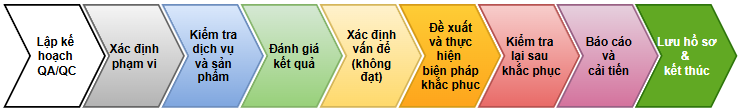 Lập kế
hoạch
QA/QC
Xác định
phạm vi
Kiểm tra
dịch vụ
và sản
phẩm
Đánh giá
kết quả
Xác định
vấn đề
(không
đạt)
Đề xuất
và thực
hiện
biện pháp
khắc phục
Kiểm tra
lại sau
khắc phục
Báo cáo
và
cải tiến
Lưu hồ sơ
&
kết thúc